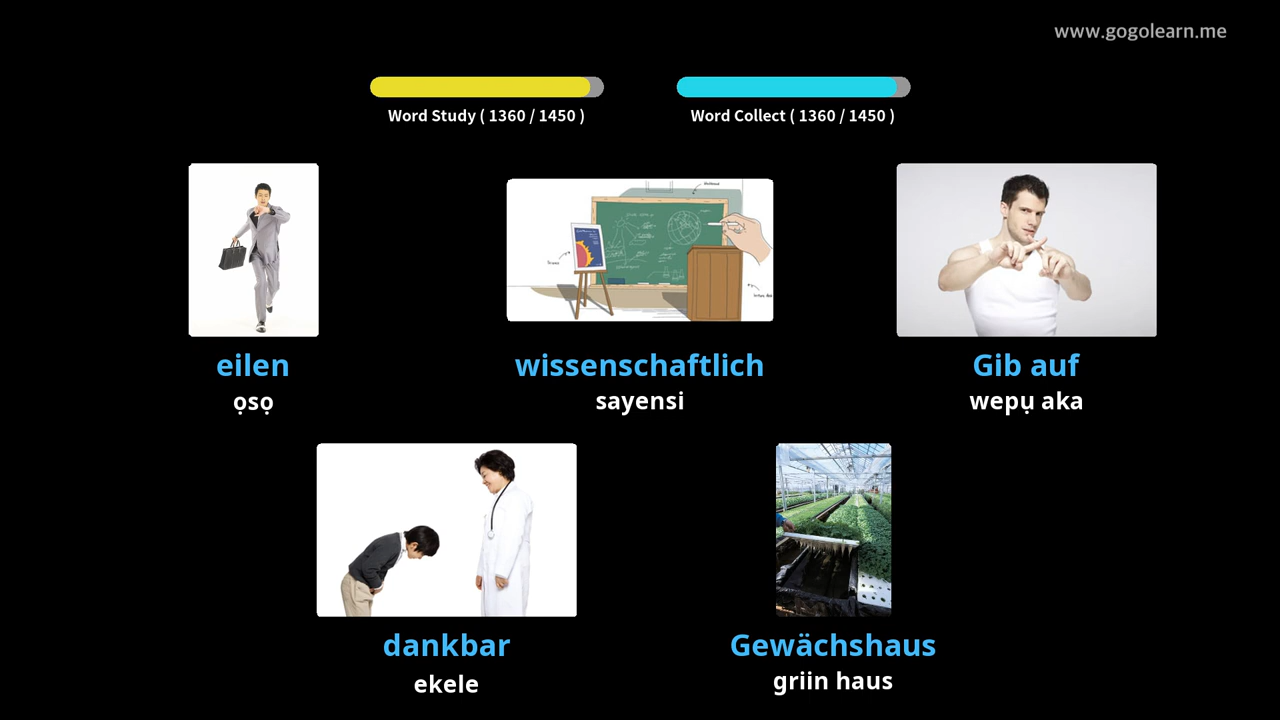 www.gogolearn.me
Word Study ( 1360 / 1450 )
Word Collect ( 1360 / 1450 )
eilen
ọsọ
wissenschaftlich
sayensi
Gib auf
wepụ aka
dankbar
ekele
Gewächshaus
griin haus